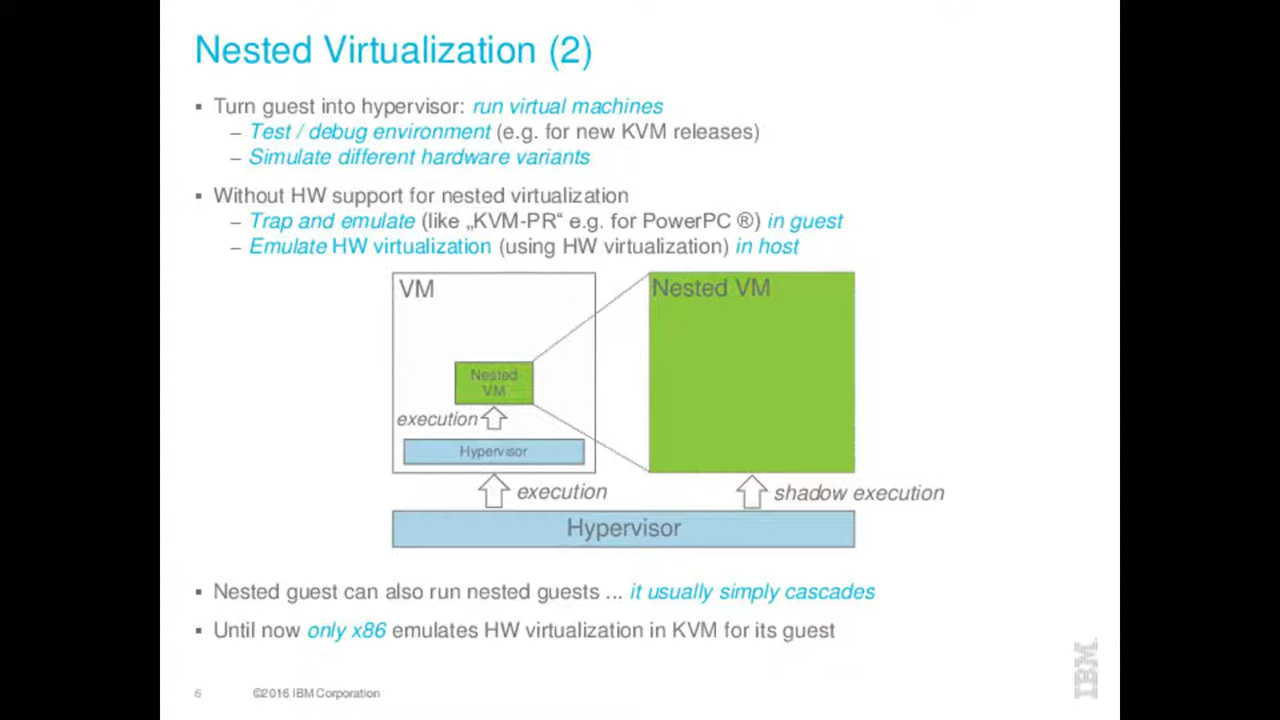 Nested Virtualization (2)
▪ Turn guest into hypervisor: run virtual machines
– Test / debug environment (e.g. for new KVM releases)
– Simulate different hardware variants
▪ Without HW support for nested virtualization
– Trap and emulate (like „KVM-PR“ e.g. for PowerPC ®) in guest
– Emulate HW virtualization (using HW virtualization) in host
VM
Nested VM
Nested
VM
execution
Hypervisor
execution
shadow execution
Hypervisor
▪ Nested guest can also run nested guests ... it usually simply cascades
▪ Until now only x86 emulates HW virtualization in KVM for its guest
6
©2016 IBM Corporation
IBM